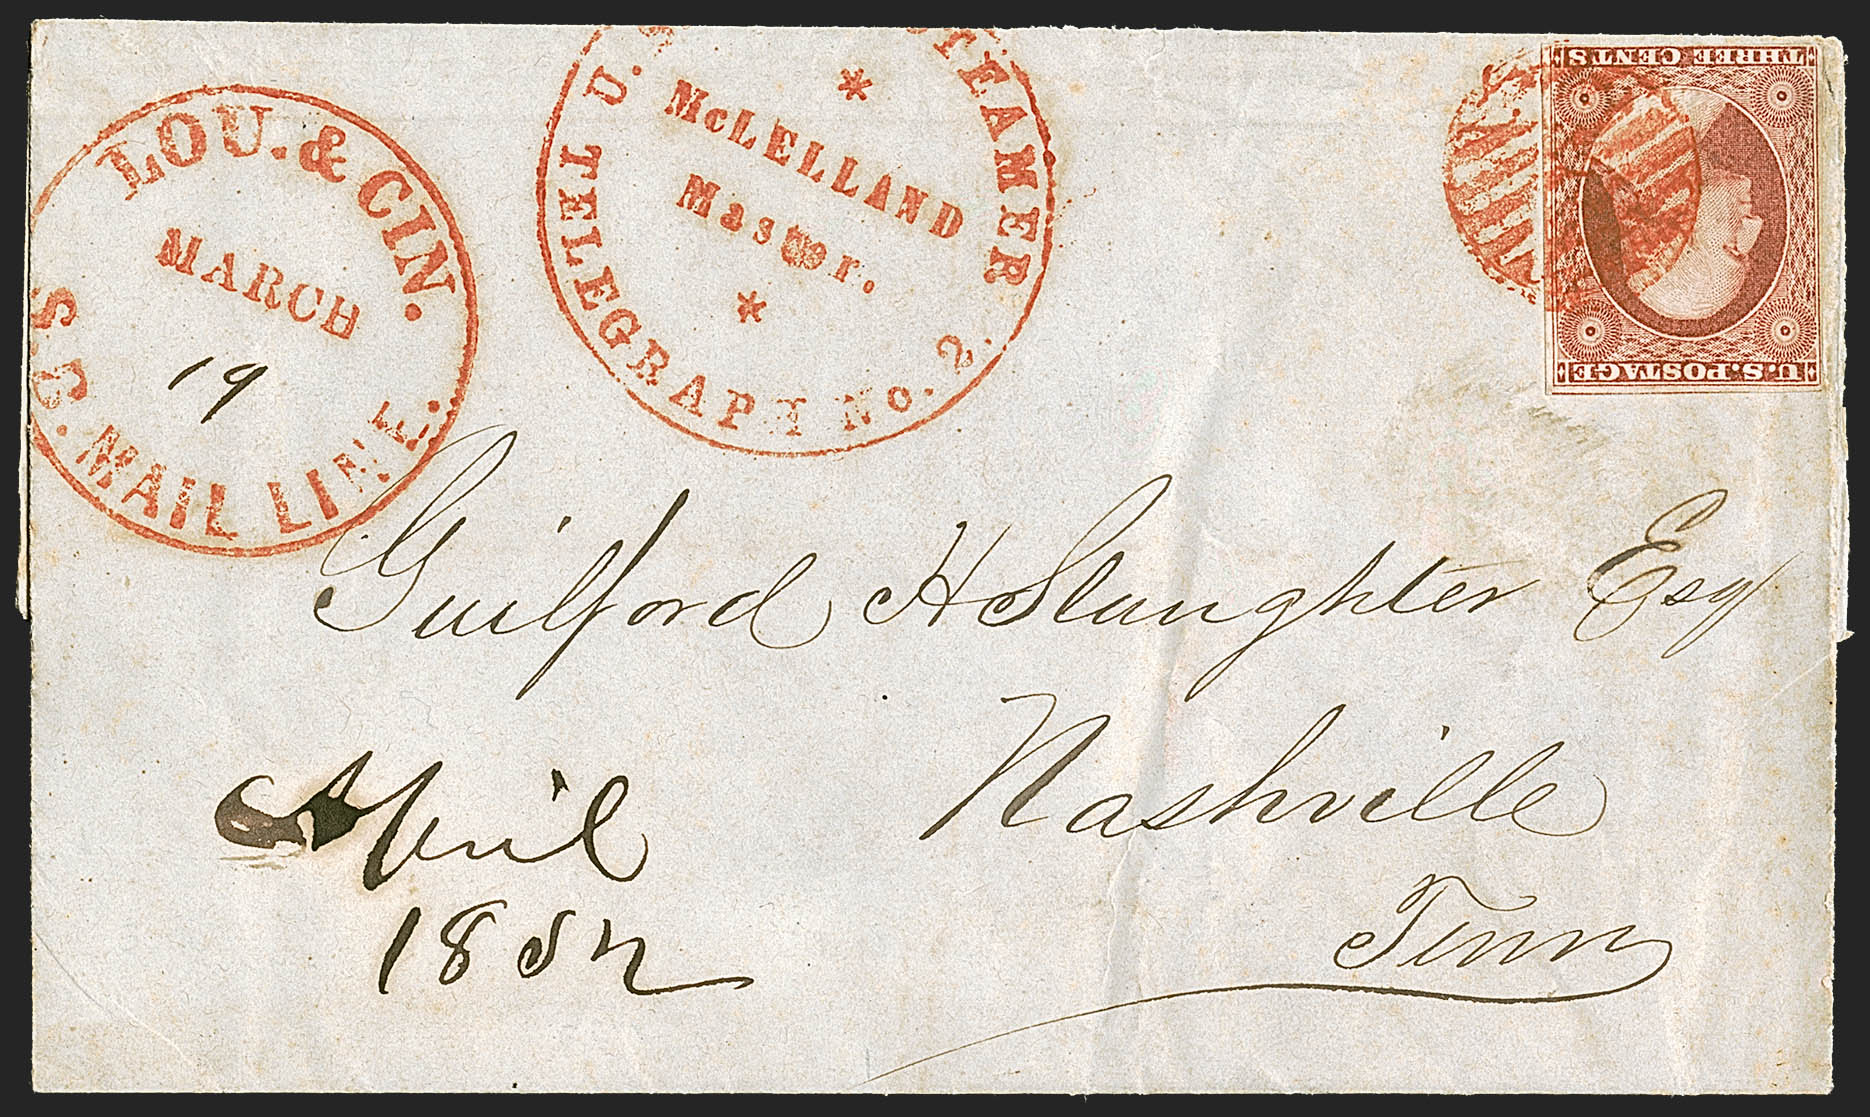 LOU. & CIN.
MARCH
19
U.S. MAIL LINE.
U. S. STEAMER
McLELLAND
Master.
TELEGRAPH No. 2.
THREE CENTS
U.S. POSTAGE
Guilford H Slaughter Esq
Nashville
Tenn
April
1852